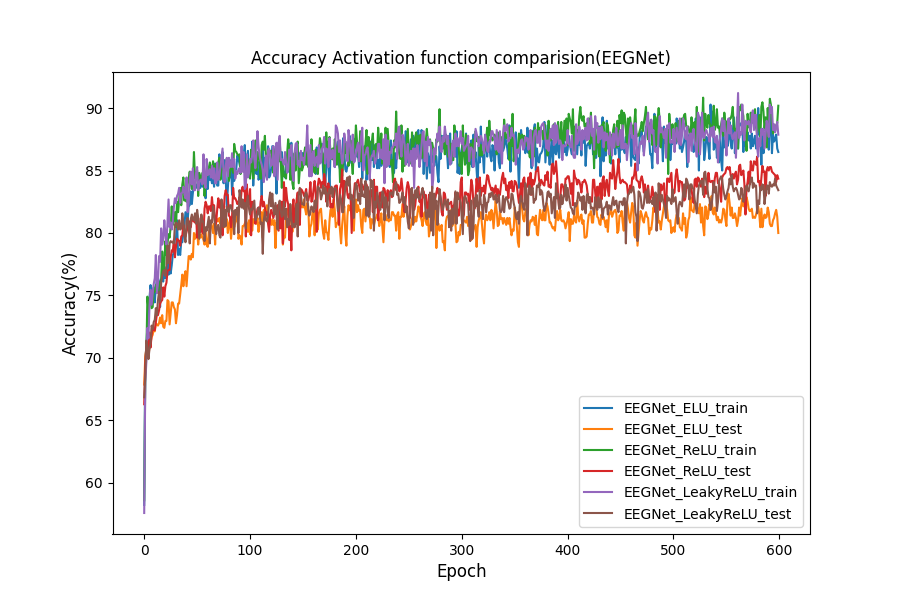 Accuracy Activation function comparision(EEGNet)
90
85
80
75
70
65
60
Accuracy(%)
0 100 200 300 400 500 600
Epoch
EEGNet_ELU_train
EEGNet_ELU_test
EEGNet_ReLU_train
EEGNet_ReLU_test
EEGNet_LeakyReLU_train
EEGNet_LeakyReLU_test